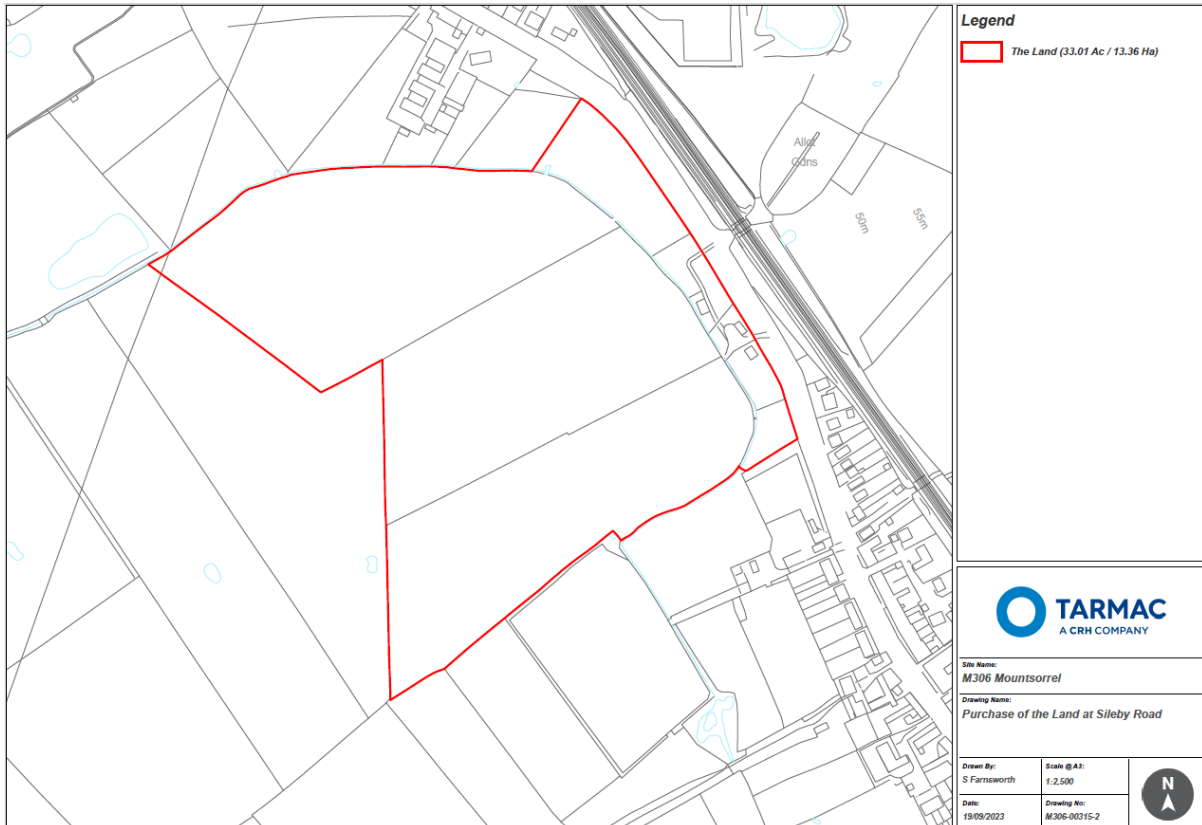 Allot
Gdns
50m
55m
Legend
The Land (33.01 Ac / 13.36 Ha)
TARMAC
A CRH COMPANY
Site Name:
M306 Mountsorrel
Drawing Name:
Purchase of the Land at Sileby Road
Drawn By:
S Farnsworth
Scale @ A3:
1:2,500
Date:
19/09/2023
Drawing No:
M306-00315-2
N